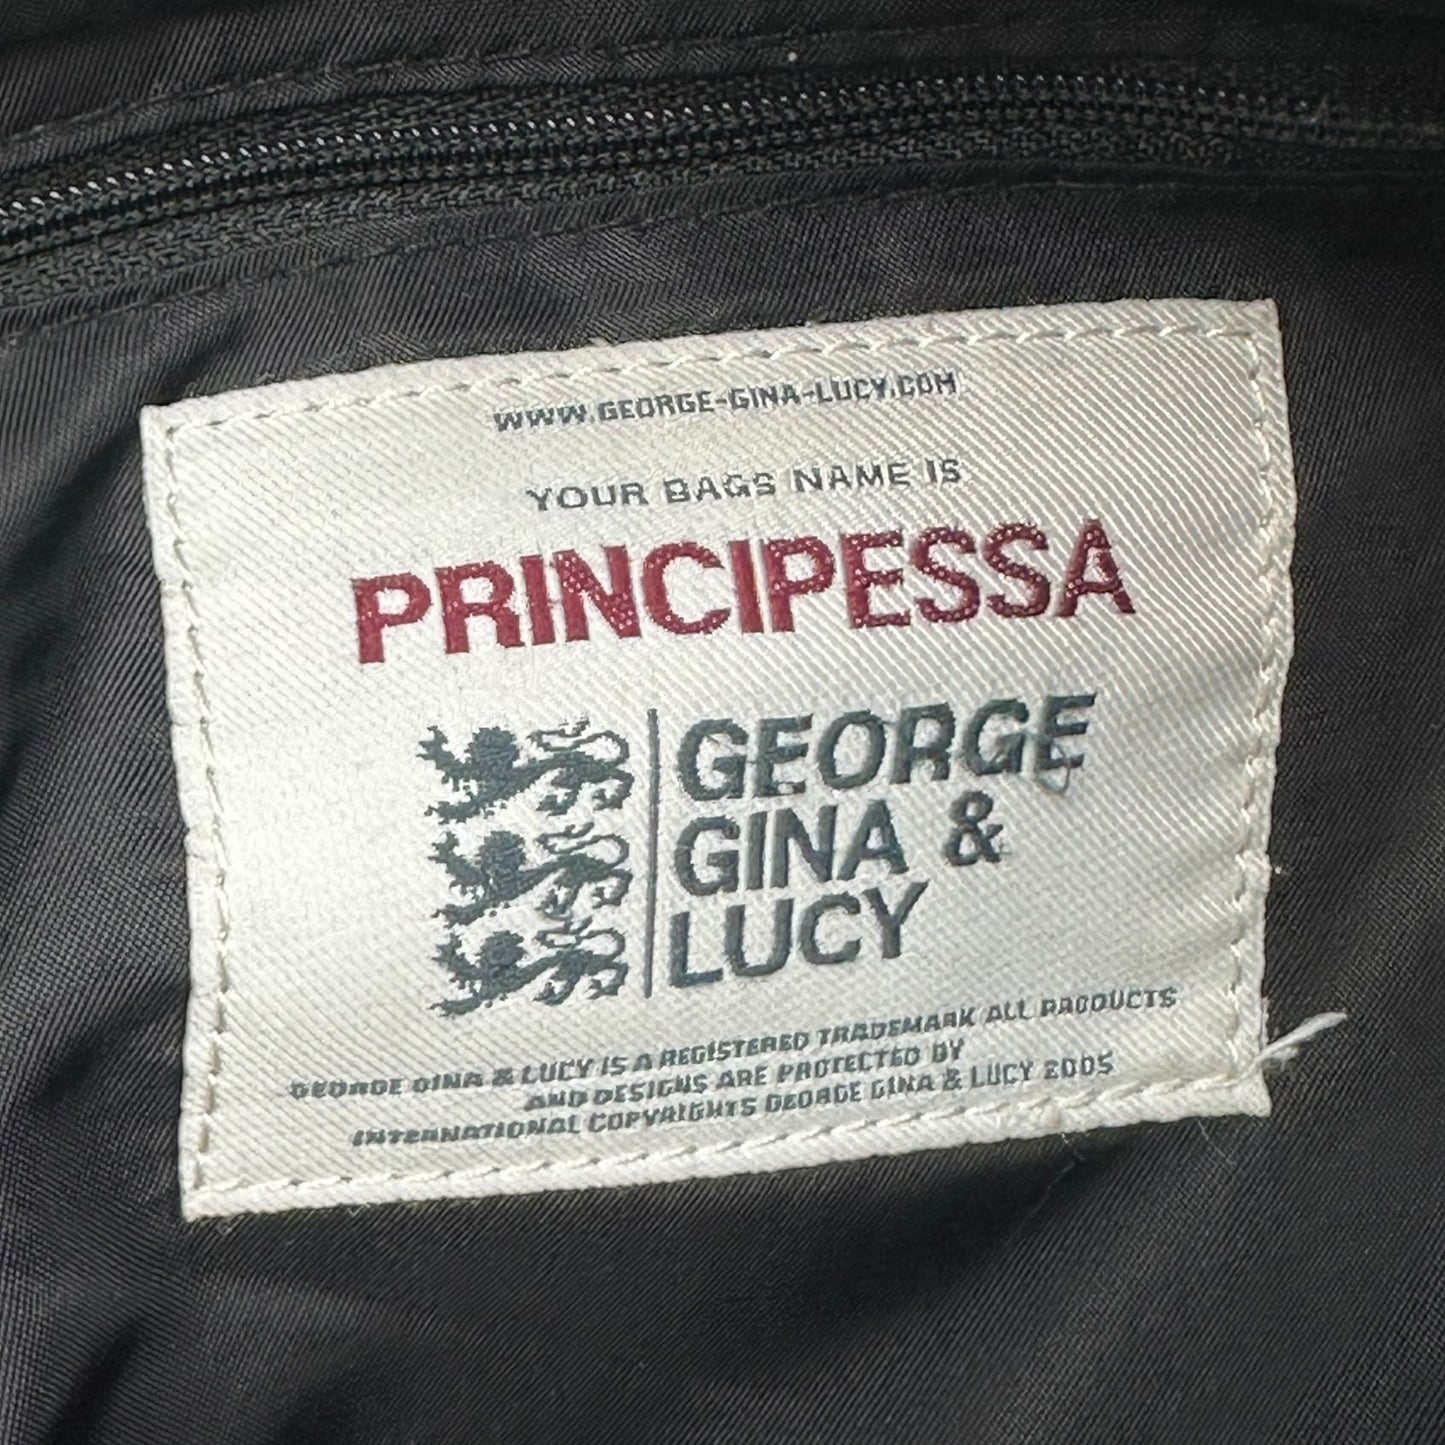 WWW.GEORGE-GINA-LUCY.COM
YOUR BAGS NAME IS
PRINCIPESSA
GEORGE
GINA &
LUCY
GEORGE GINA & LUCY IS A REGISTERED TRADEMARK ALL PRODUCTS
AND DESIGNS ARE PROTECTED BY
INTERNATIONAL COPYRIGHTS GEORGE GINA & LUCY 2005